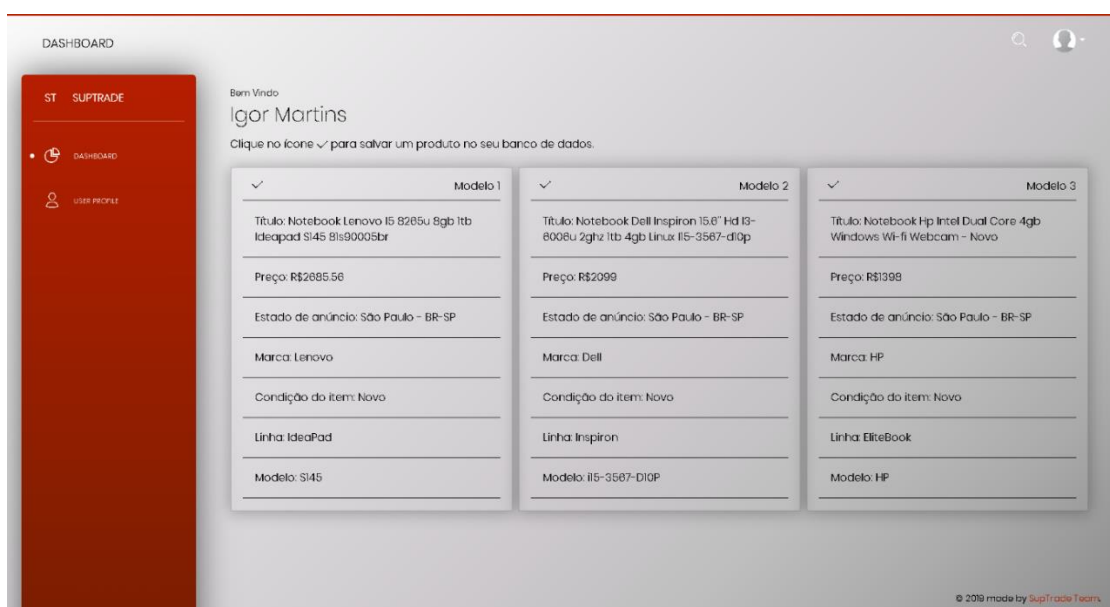 DASHBOARD
ST SUPTRADE
DASHBOARD
USER PROFILE
Bem Vindo
Igor Martins
Clique no ícone ✓ para salvar um produto no seu banco de dados.
Modelo 1
Título: Notebook Lenovo I5 8265u 8gb 1tb
Ideapad S145 81s90005br
Preço: R$2685.56
Estado de anúncio: São Paulo - BR-SP
Marca: Lenovo
Condição do item: Novo
Linha: IdeaPad
Modelo: S145
Modelo 2
Título: Notebook Dell Inspiron 15.6" Hd I3-
6006u 2ghz 1tb 4gb Linux I15-3567-d10p
Preço: R$2099
Estado de anúncio: São Paulo - BR-SP
Marca: Dell
Condição do item: Novo
Linha: Inspiron
Modelo: i15-3567-D10P
Modelo 3
Título: Notebook Hp Intel Dual Core 4gb
Windows Wi-fi Webcam - Novo
Preço: R$1398
Estado de anúncio: São Paulo - BR-SP
Marca: HP
Condição do item: Novo
Linha: EliteBook
Modelo: HP
© 2019 made by SupTrade Team.